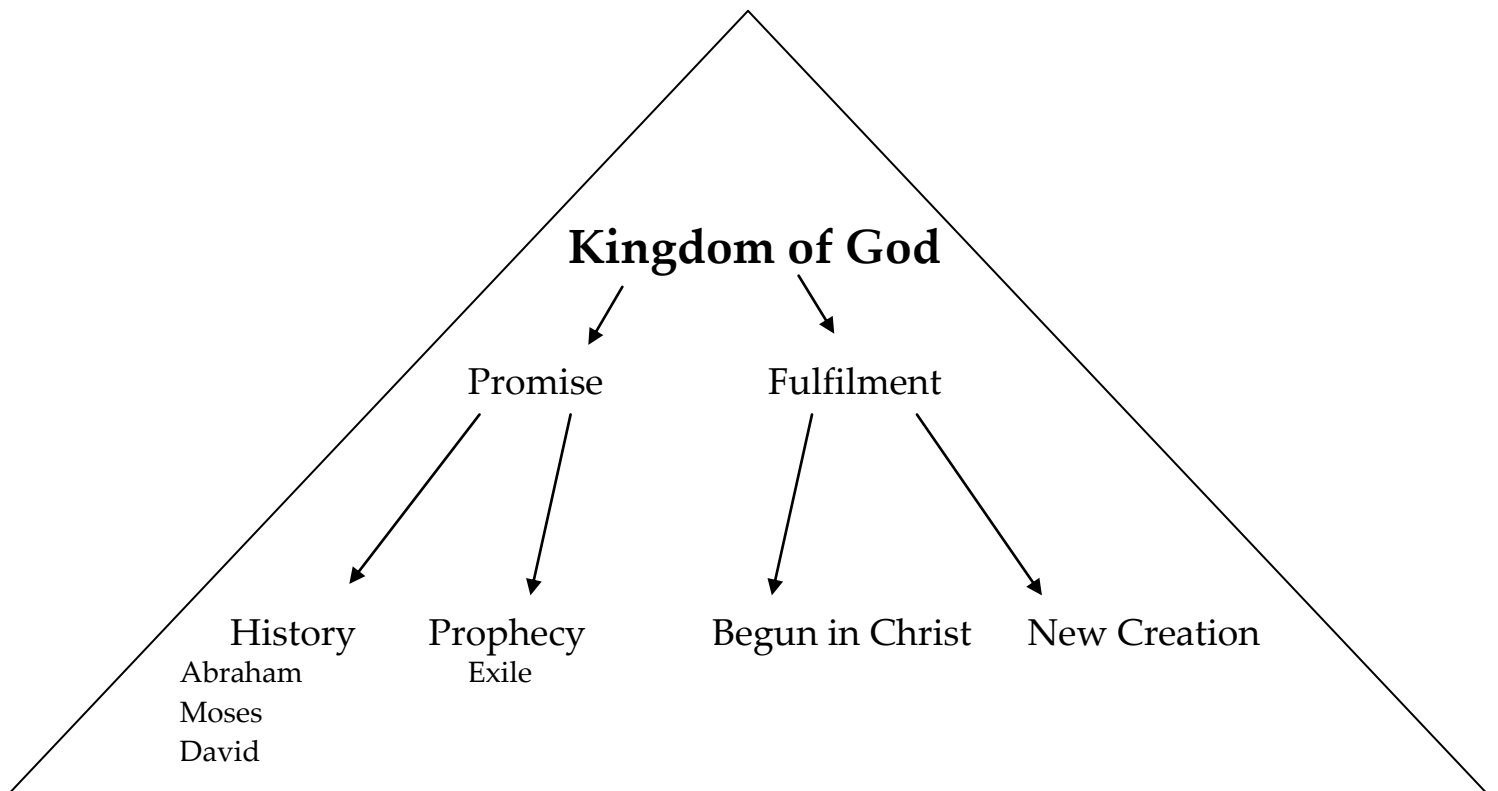 Kingdom of God
Promise Fulfilment
History Prophecy Begun in Christ New Creation
Abraham Exile
Moses
David